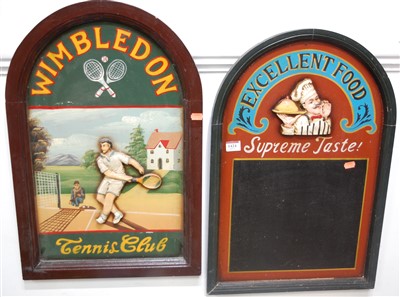 WIMBLEDON
Tennis Club
EXCELLENT FOOD
Supreme Taste!